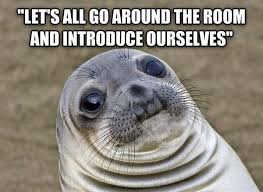 "LET'S ALL GO AROUND THE ROOM
AND INTRODUCE OURSELVES"